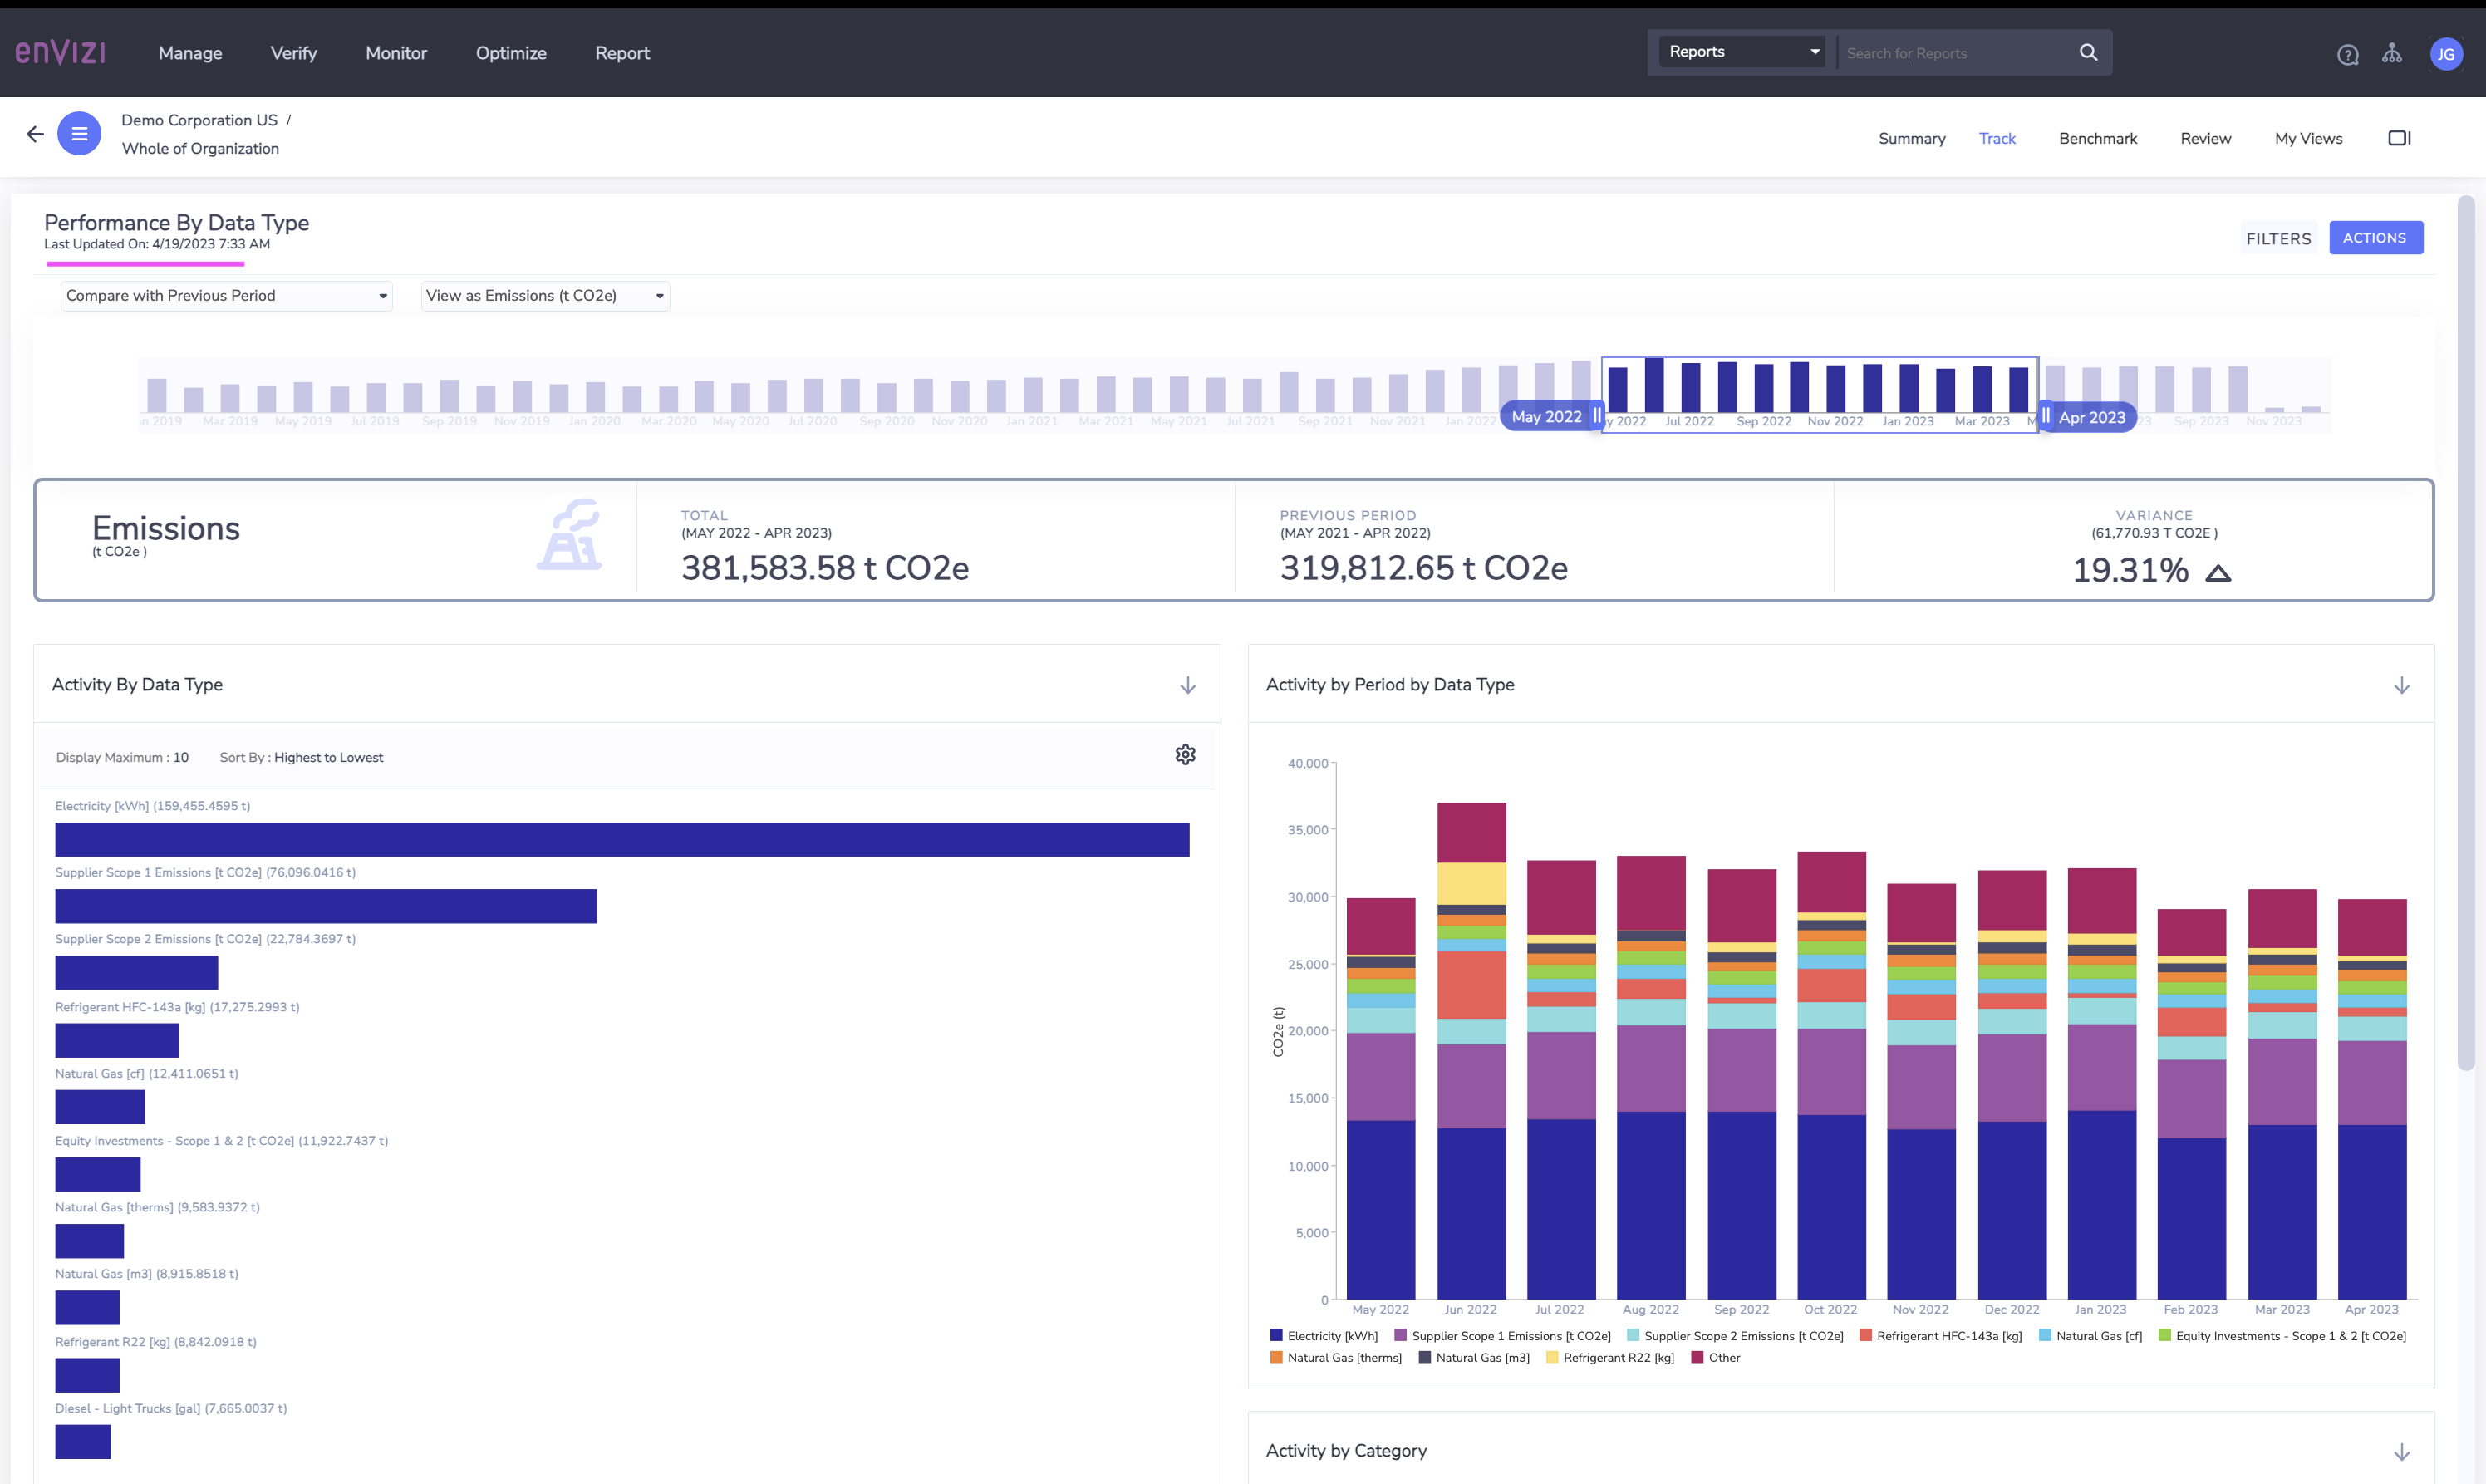 enVizi Manage Verify Monitor Optimize Report Reports Search for Reports JG
Demo Corporation US /
Whole of Organization
Summary Track Benchmark Review My Views
Performance By Data Type
Last Updated On: 4/19/2023 7:33 AM
FILTERS ACTIONS
Compare with Previous Period View as Emissions (t CO2e)
n 2019 Mar 2019 May 2019 Jul 2019 Sep 2019 Nov 2019 Jan 2020 Mar 2020 May 2020 Jul 2020 Sep 2020 Nov 2020 Jan 2021 Mar 2021 May 2021 Jul 2021 Sep 2021 Nov 2021 Jan 2022 May 2022 y 2022 Jul 2022 Sep 2022 Nov 2022 Jan 2023 Mar 2023 M Apr 2023 23 Sep 2023 Nov 2023
Emissions
(t CO2e )
TOTAL
(MAY 2022 - APR 2023)
381,583.58 t CO2e
PREVIOUS PERIOD
(MAY 2021 - APR 2022)
319,812.65 t CO2e
VARIANCE
(61,770.93 T CO2E )
19.31%
Activity By Data Type
Display Maximum : 10 Sort By : Highest to Lowest
Electricity [kWh] (159,455.4595 t)
Supplier Scope 1 Emissions [t CO2e] (76,096.0416 t)
Supplier Scope 2 Emissions [t CO2e] (22,784.3697 t)
Refrigerant HFC-143a [kg] (17,275.2993 t)
Natural Gas [cf] (12,411.0651 t)
Equity Investments - Scope 1 & 2 [t CO2e] (11,922.7437 t)
Natural Gas [therms] (9,583.9372 t)
Natural Gas [m3] (8,915.8518 t)
Refrigerant R22 [kg] (8,842.0918 t)
Diesel - Light Trucks [gal] (7,665.0037 t)
Activity by Period by Data Type
40,000
35,000
30,000
25,000
20,000
15,000
10,000
5,000
0
CO2e (t)
May 2022 Jun 2022 Jul 2022 Aug 2022 Sep 2022 Oct 2022 Nov 2022 Dec 2022 Jan 2023 Feb 2023 Mar 2023 Apr 2023
Electricity [kWh] Supplier Scope 1 Emissions [t CO2e] Supplier Scope 2 Emissions [t CO2e] Refrigerant HFC-143a [kg] Natural Gas [cf] Equity Investments - Scope 1 & 2 [t CO2e]
Natural Gas [therms] Natural Gas [m3] Refrigerant R22 [kg] Other
Activity by Category